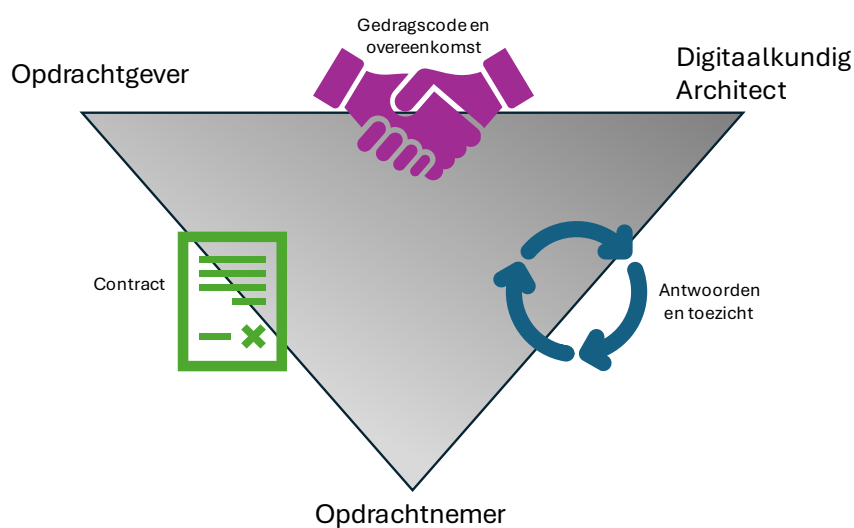 Gedragscode en
overeenkomst
Opdrachtgever
Digitaalkundig
Architect
Contract
Antwoorden
en toezicht
Opdrachtnemer